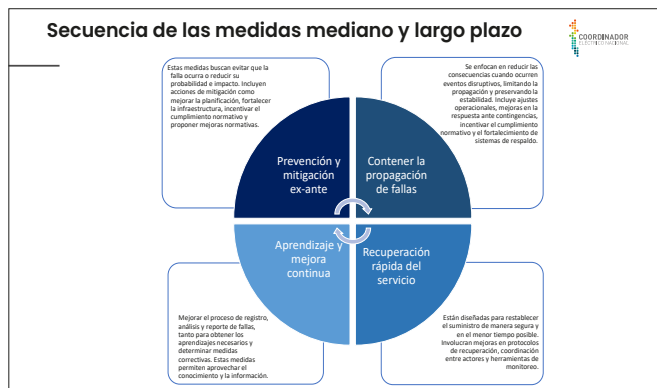 Secuencia de las medidas mediano y largo plazo
COORDINADOR
ELÉCTRICO NACIONAL
Estas medidas buscan evitar que la
falla ocurra o reducir su
probabilidad e impacto. Incluyen
acciones de mitigación como
mejorar la planificación, fortalecer
la infraestructura, incentivar el
cumplimiento normativo y
proponer mejoras normativas.
Se enfocan en reducir las
consecuencias cuando ocurren
eventos disruptivos, limitando la
propagación y preservando la
estabilidad. Incluye ajustes
operacionales, mejoras en la
respuesta ante contingencias,
incentivar el cumplimiento
normativo y el fortalecimiento de
sistemas de respaldo.
Prevención y
mitigación
ex-ante
Contener la
propagación
de fallas
Aprendizaje y
mejora
continua
Recuperación
rápida del
servicio
Mejorar el proceso de registro,
análisis y reporte de fallas,
tanto para obtener los
aprendizajes necesarios y
determinar medidas
correctivas. Estas medidas
permiten aprovechar el
conocimiento y la información.
Están diseñadas para restablecer
el suministro de manera segura y
en el menor tiempo posible.
Involucran mejoras en protocolos
de recuperación, coordinación
entre actores y herramientas de
monitoreo.